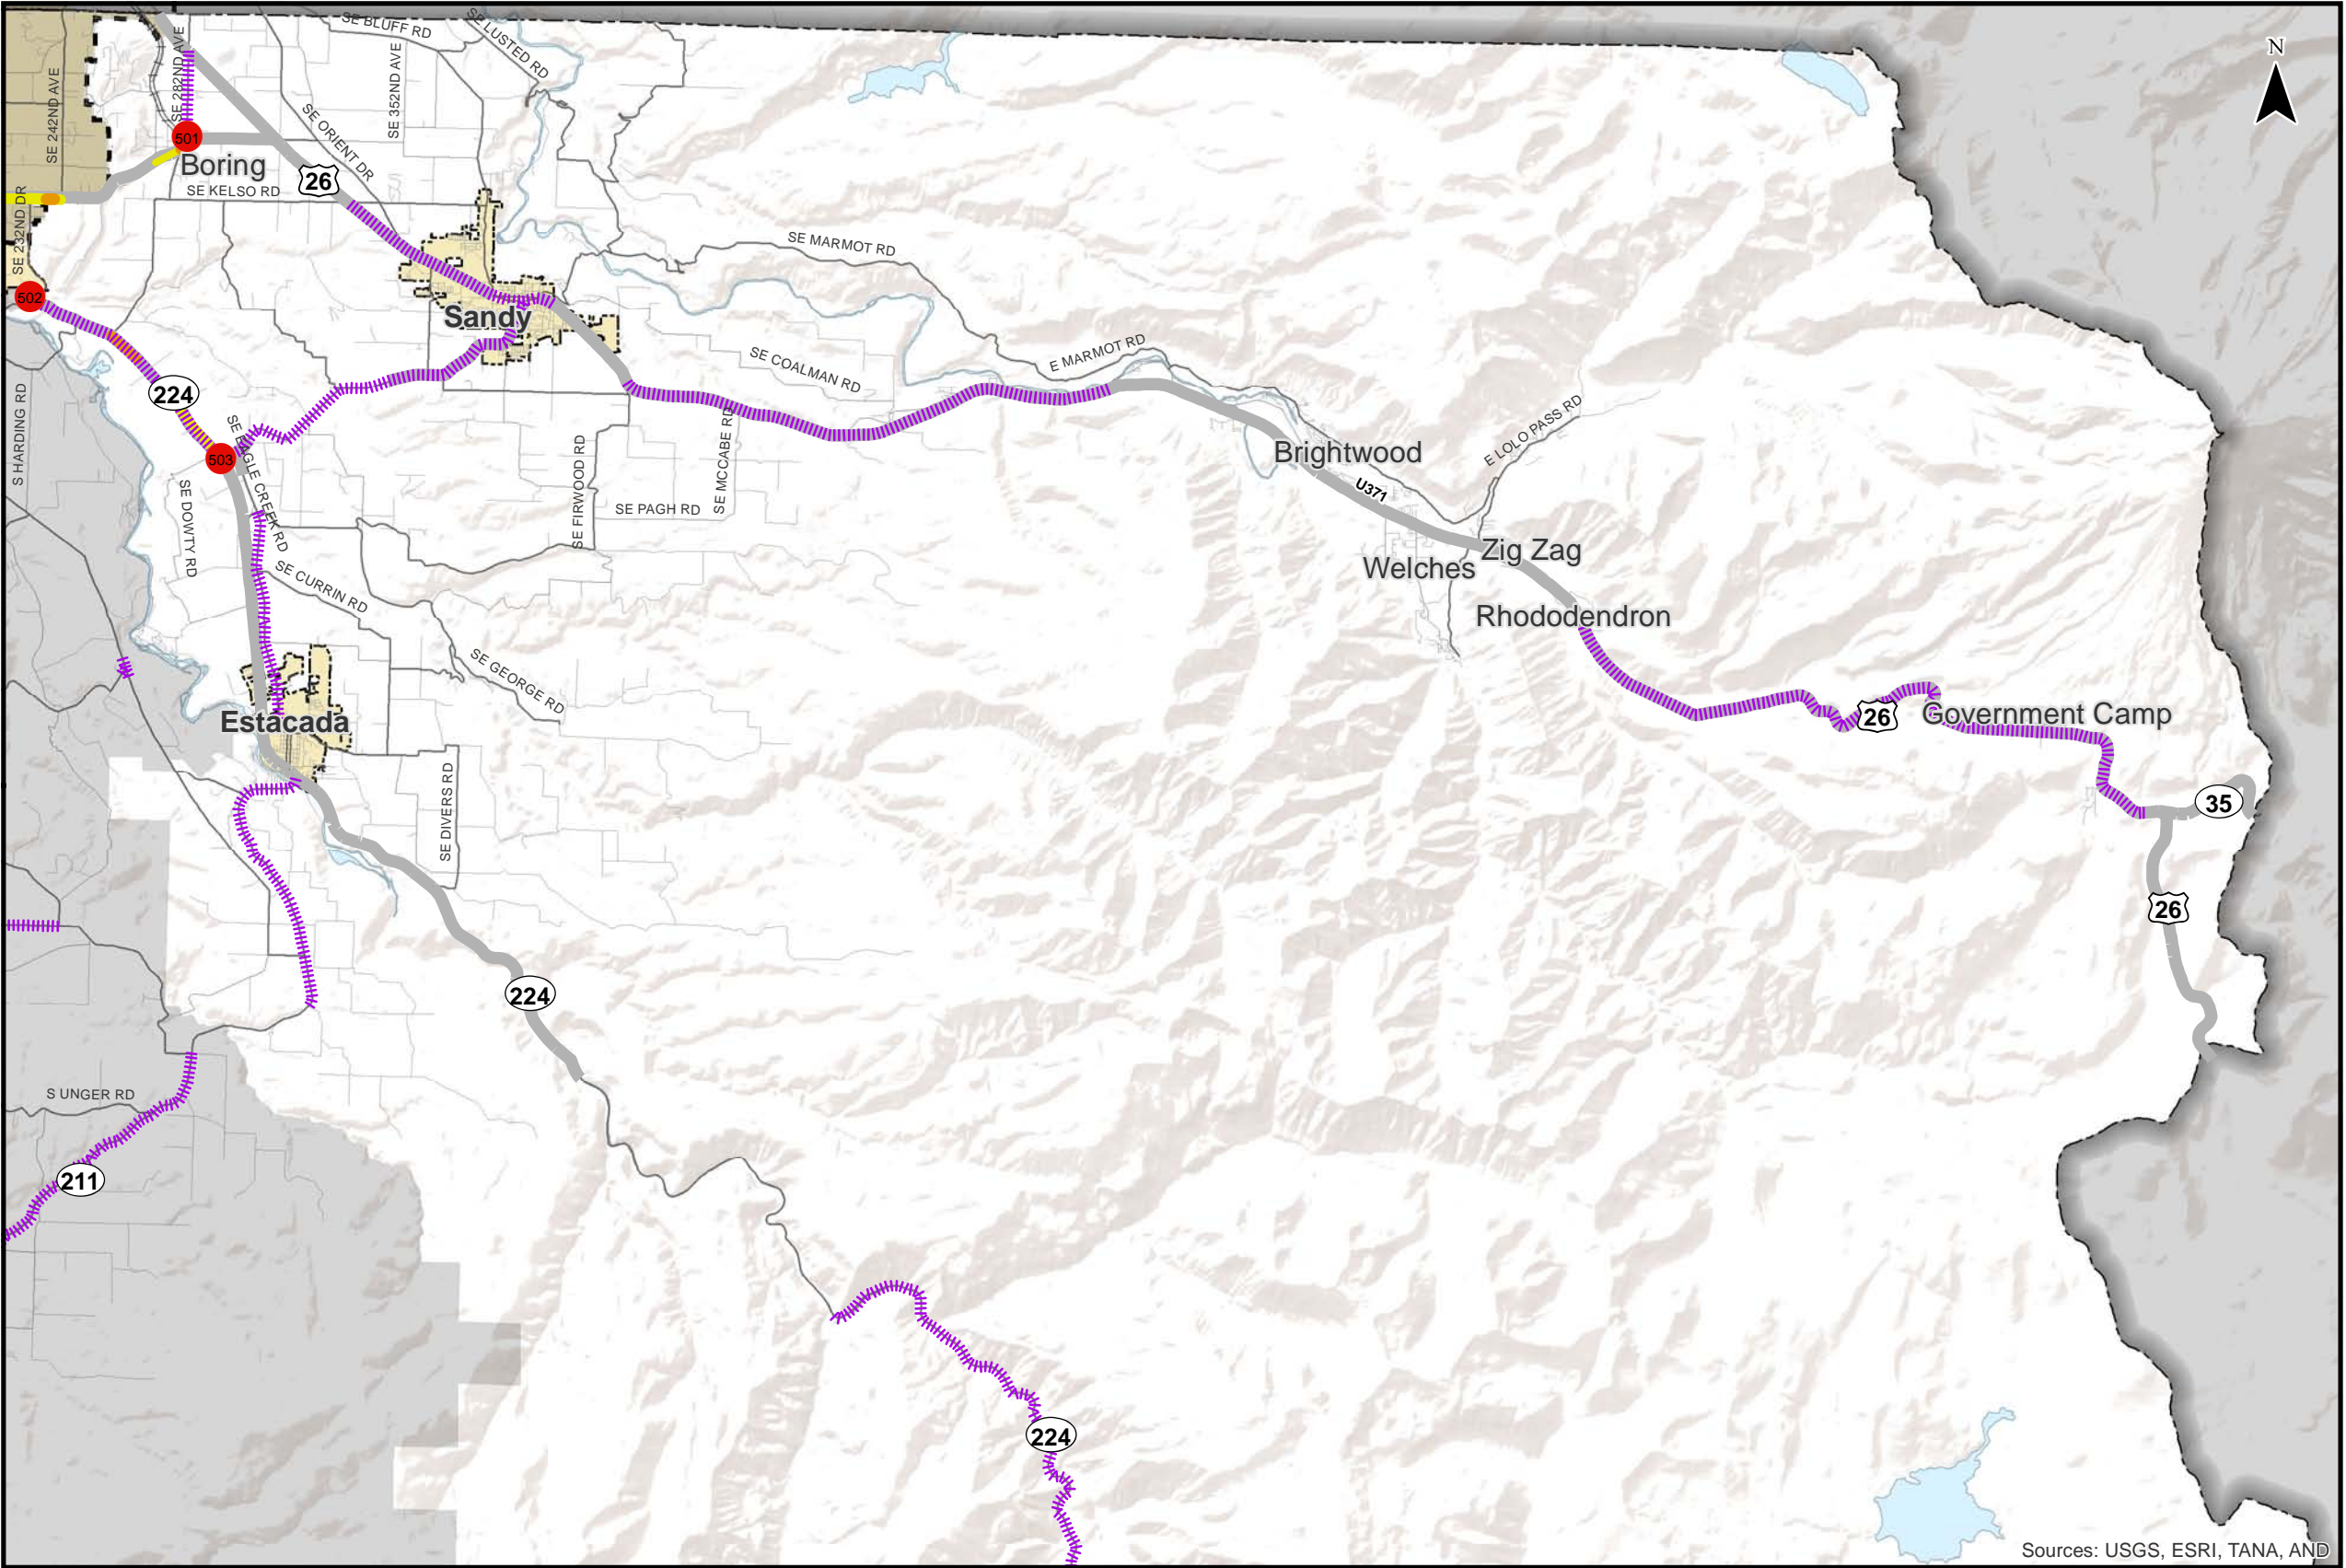 SE BLUFF RD
SE LUSTED RD
N
SE 282ND AVE
SE 352ND AVE
SE 242ND AVE
SE ORIENT DR
501
Boring
26
SE KELSO RD
SE 232ND DR
SE MARMOT RD
502
Sandy
E MARMOT RD
SE COALMAN RD
224
S HARDING RD
E LOLO PASS RD
SE EAGLE CREEK RD
503
SE MCCABE RD
SE FIRWOOD RD
Brightwood
U371
SE DOWTY RD
SE PAGH RD
Zig Zag
Welches
SE CURRIN RD
Rhododendron
SE GEORGE RD
Estacada
26
Government Camp
SE DIVERS RD
35
26
224
S UNGER RD
211
224
Sources: USGS, ESRI, TANA, AND